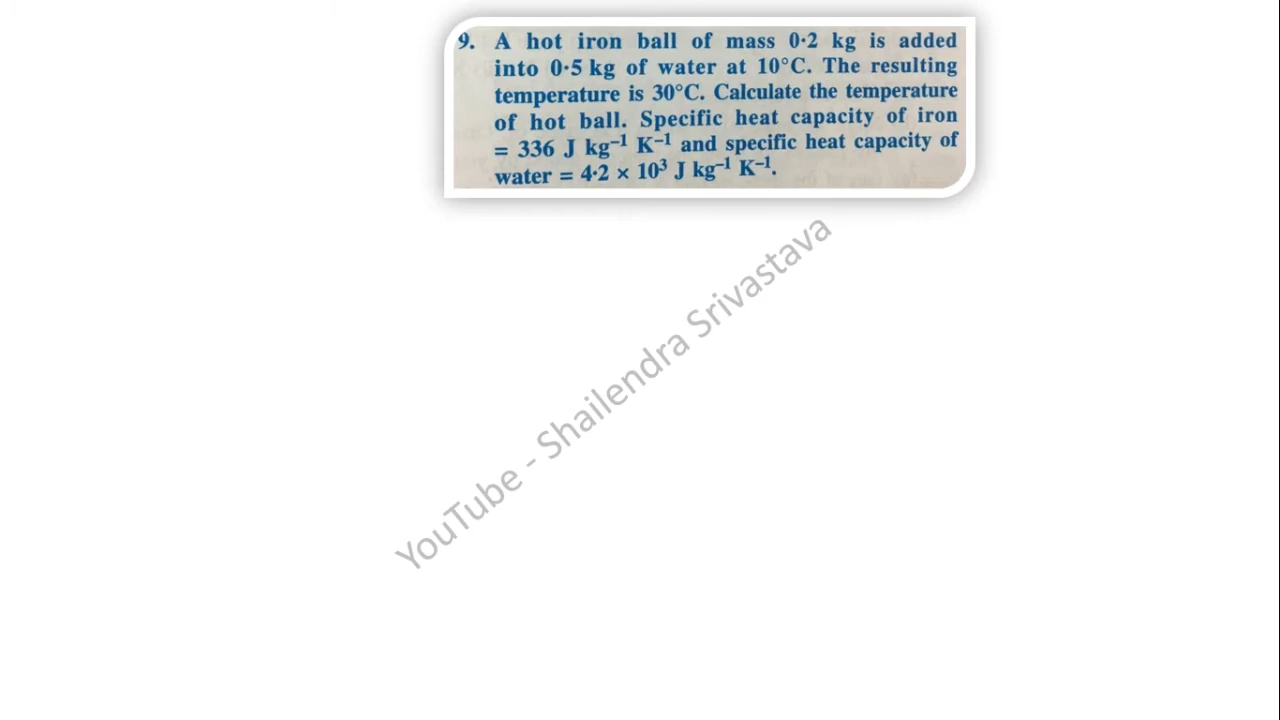 9. A hot iron ball of mass 0·2 kg is added
into 0·5 kg of water at 10°C. The resulting
temperature is 30°C. Calculate the temperature
of hot ball. Specific heat capacity of iron
= 336 J kg⁻¹ K⁻¹ and specific heat capacity of
water = 4·2 × 10³ J kg⁻¹ K⁻¹.
YouTube - Shailendra Srivastava